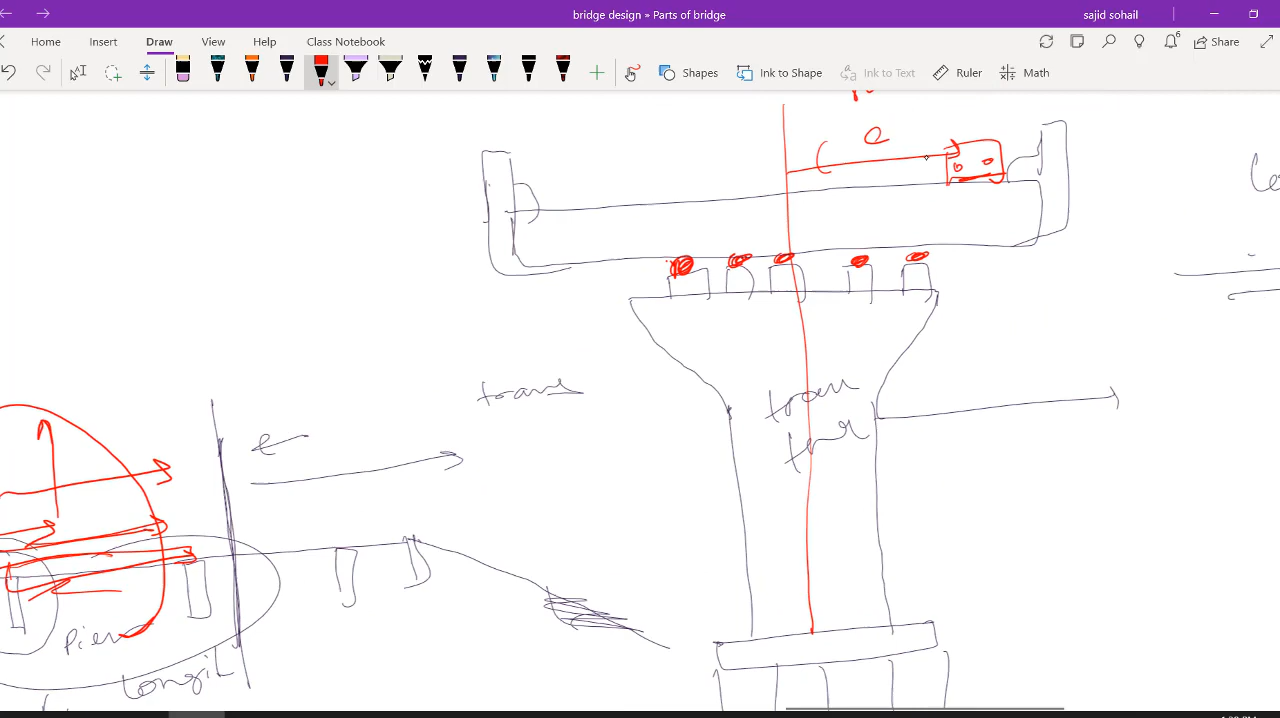 bridge design » Parts of bridge
sajid sohail
Home Insert Draw View Help Class Notebook
6
Share
Shapes Ink to Shape Ink to Text Ruler Math
e
trans
e